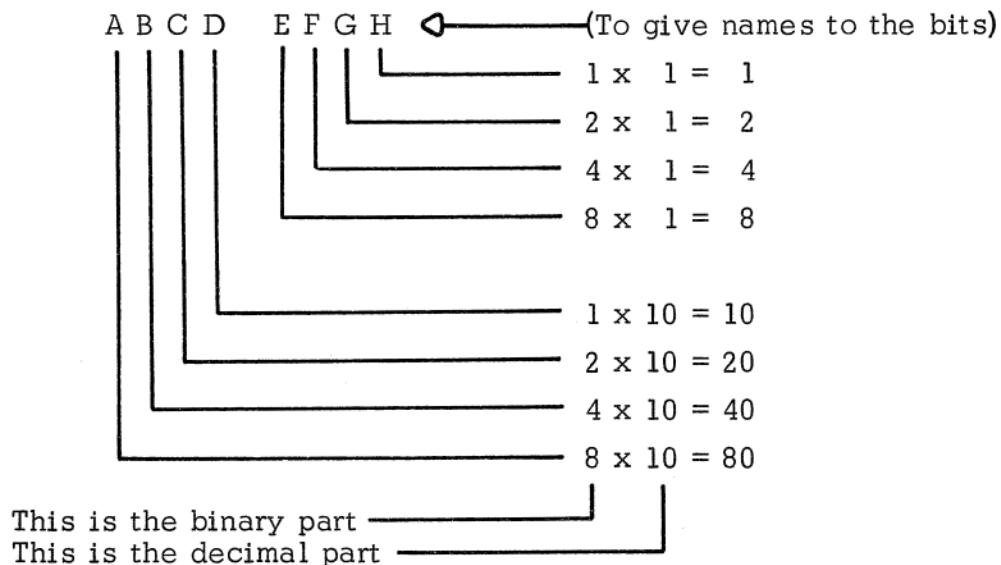 A B C D E F G H (To give names to the bits)
1 x 1 = 1
2 x 1 = 2
4 x 1 = 4
8 x 1 = 8
1 x 10 = 10
2 x 10 = 20
4 x 10 = 40
8 x 10 = 80
This is the binary part
This is the decimal part